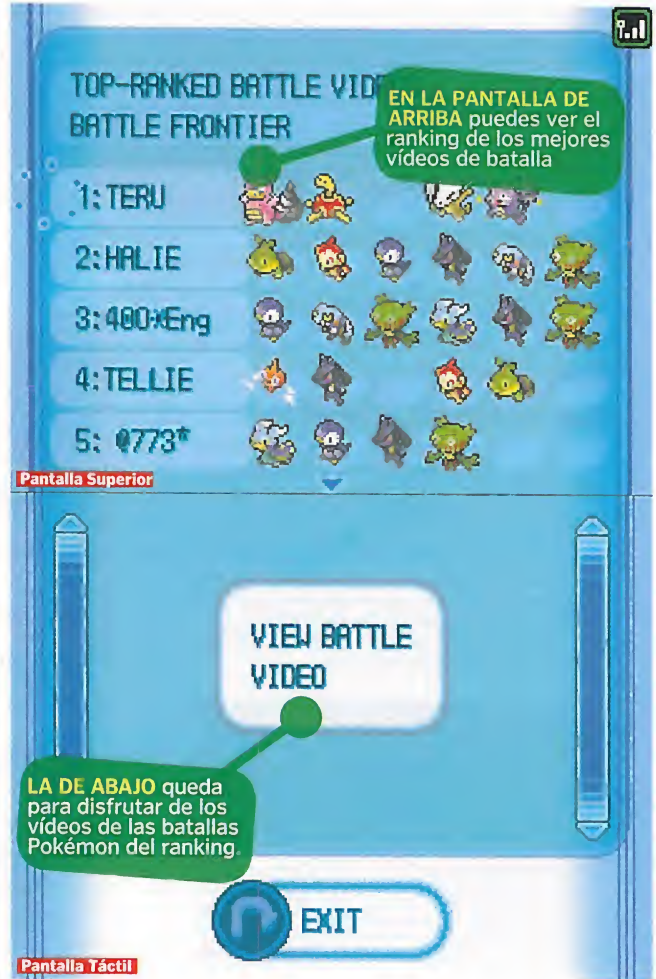 TOP-RANKED BATTLE
BATTLE FRONTIER
EN LA PANTALLA DE
ARRIBA puedes ver el
ranking de los mejores
vídeos de batalla
1: TERU
2: HALIE
3: 400※Eng
4: TELLIE
5: @773*
Pantalla Superior
VIEW BATTLE
VIDEO
LA DE ABAJO queda
para disfrutar de los
vídeos de las batallas
Pokémon del ranking.
EXIT
Pantalla Táctil